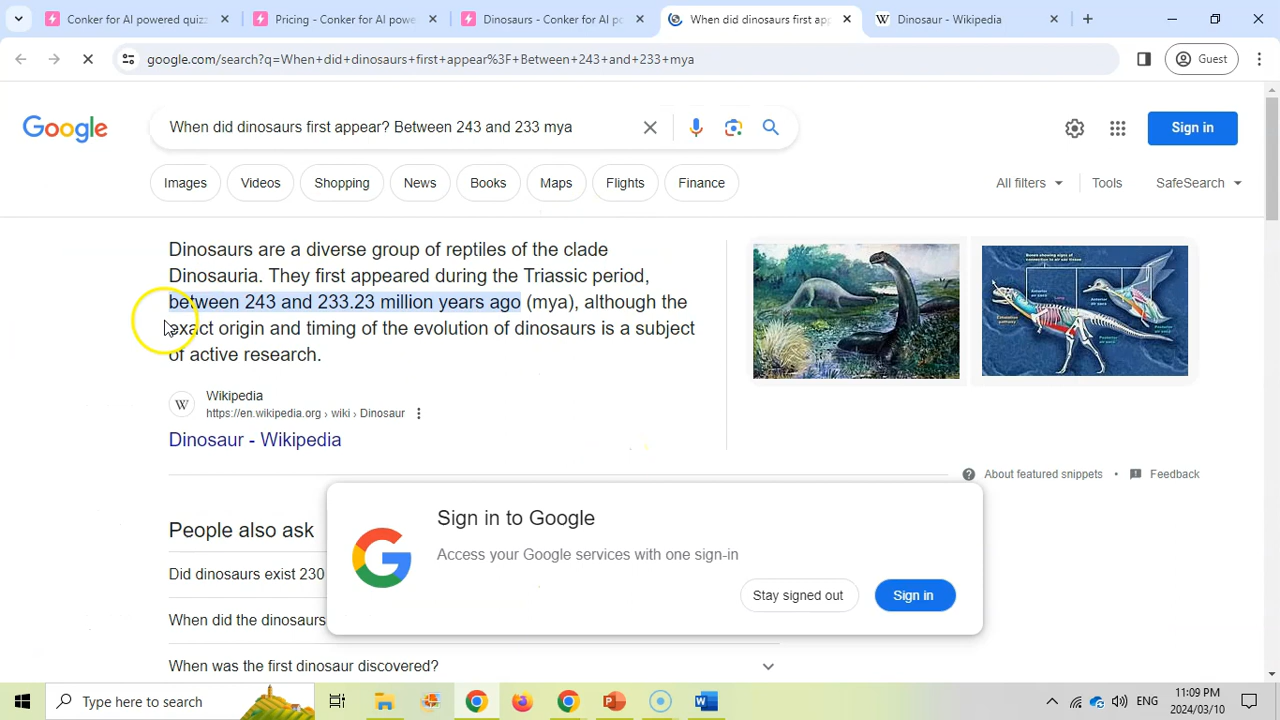 Conker for AI powered quizz
Pricing - Conker for AI powe
Dinosaurs - Conker for AI po
When did dinosaurs first app
Dinosaur - Wikipedia
google.com/search?q=When+did+dinosaurs+first+appear%3F+Between+243+and+233+mya
Guest
Google
When did dinosaurs first appear? Between 243 and 233 mya
Sign in
Images
Videos
Shopping
News
Books
Maps
Flights
Finance
All filters
Tools
SafeSearch
Dinosaurs are a diverse group of reptiles of the clade
Dinosauria. They first appeared during the Triassic period,
between 243 and 233.23 million years ago (mya), although the
exact origin and timing of the evolution of dinosaurs is a subject
of active research.
W
Wikipedia
https://en.wikipedia.org › wiki › Dinosaur
Dinosaur - Wikipedia
About featured snippets • Feedback
People also ask
Did dinosaurs exist 230
When did the dinosaurs
When was the first dinosaur discovered?
Sign in to Google
Access your Google services with one sign-in
Stay signed out
Sign in
Type here to search
ENG
11:09 PM
2024/03/10